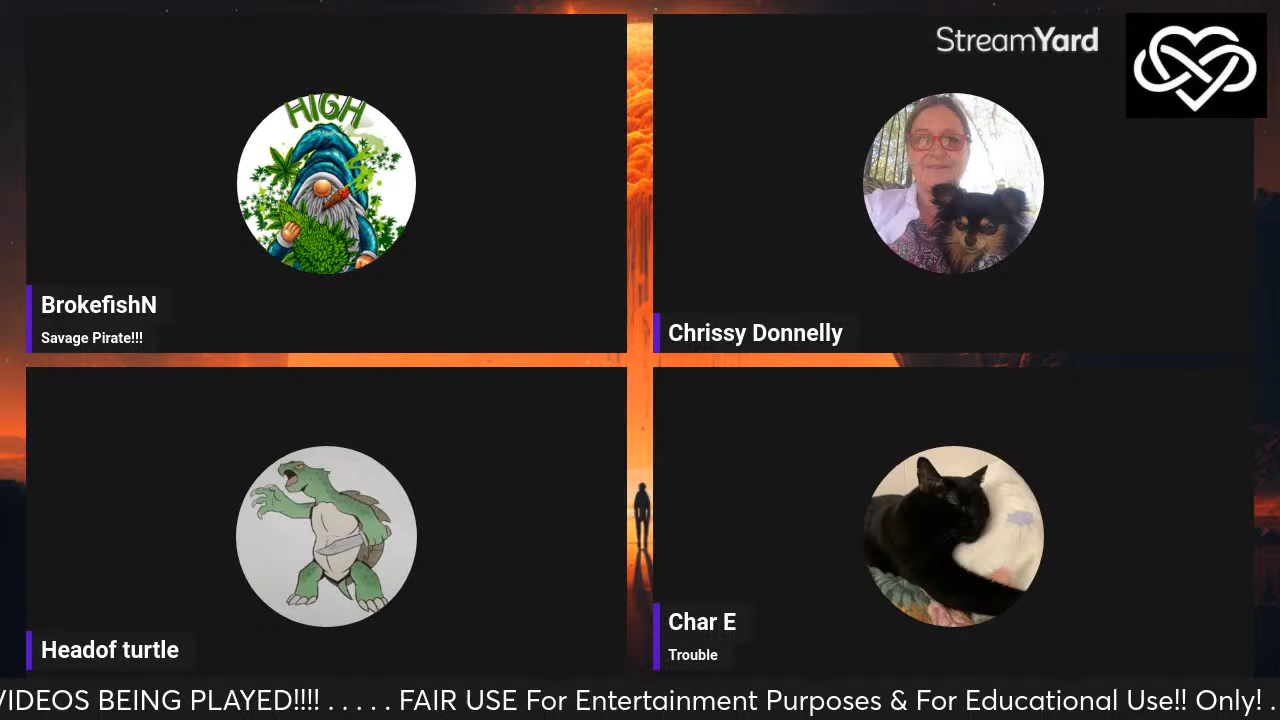 StreamYard
HIGH
BrokefishN
Savage Pirate!!!
Chrissy Donnelly
Headof turtle
Char E
Trouble
VIDEOS BEING PLAYED!!!! . . . . . FAIR USE For Entertainment Purposes & For Educational Use!! Only! .